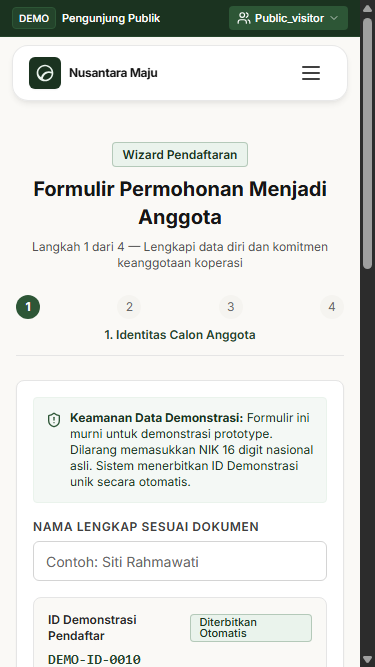 DEMO Pengunjung Publik Public_visitor
Nusantara Maju
Wizard Pendaftaran
Formulir Permohonan Menjadi
Anggota
Langkah 1 dari 4 — Lengkapi data diri dan komitmen
keanggotaan koperasi
1 2 3 4
1. Identitas Calon Anggota
Keamanan Data Demonstrasi: Formulir ini
murni untuk demonstrasi prototype.
Dilarang memasukkan NIK 16 digit nasional
asli. Sistem menerbitkan ID Demonstrasi
unik secara otomatis.
NAMA LENGKAP SESUAI DOKUMEN
Contoh: Siti Rahmawati
ID Demonstrasi
Pendaftar
Diterbitkan
Otomatis
DEMO-ID-0010